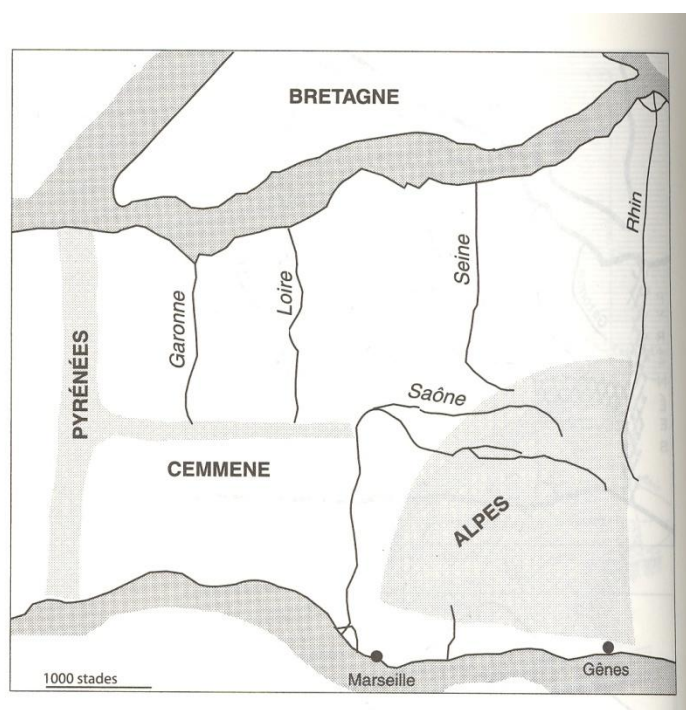 BRETAGNE
Rhin
Seine
Loire
Garonne
PYRÉNÉES
Saône
CEMMENE
ALPES
1000 stades
Marseille
Gênes